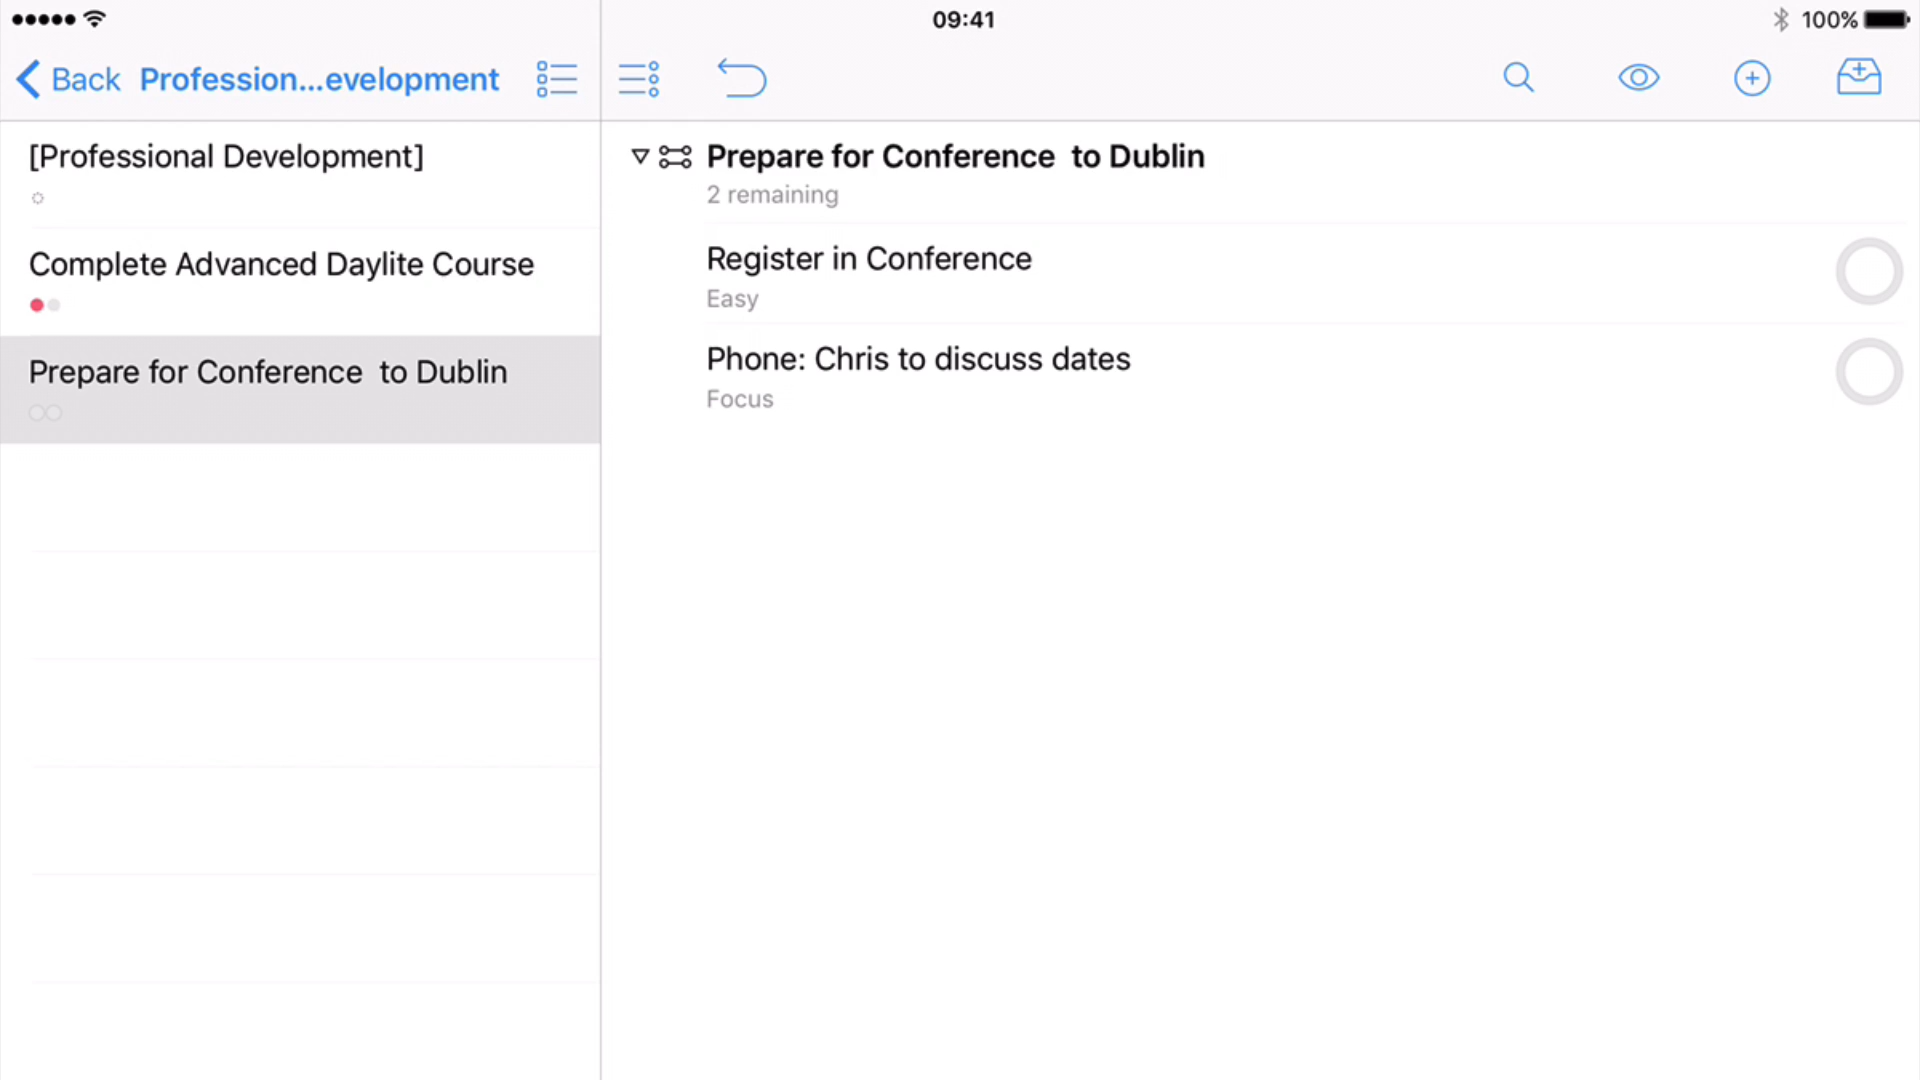 09:41
100%
Back Profession...evelopment
[Professional Development]
Complete Advanced Daylite Course
Prepare for Conference  to Dublin
Prepare for Conference  to Dublin
2 remaining
Register in Conference
Easy
Phone: Chris to discuss dates
Focus